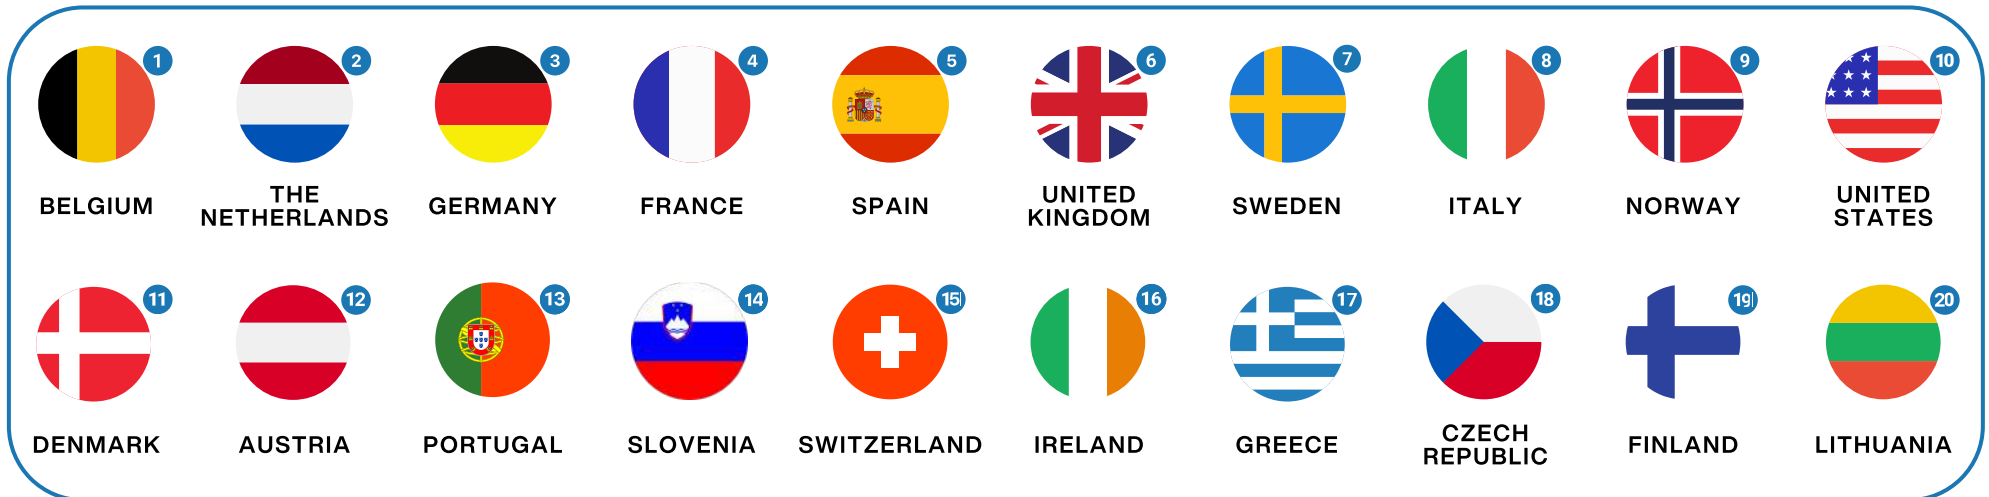 1 2 3 4 5 6 7 8 9 10
BELGIUM
THE
NETHERLANDS
GERMANY
FRANCE
SPAIN
UNITED
KINGDOM
SWEDEN
ITALY
NORWAY
UNITED
STATES
11 12 13 14 15 16 17 18 19 20
DENMARK
AUSTRIA
PORTUGAL
SLOVENIA
SWITZERLAND
IRELAND
GREECE
CZECH
REPUBLIC
FINLAND
LITHUANIA